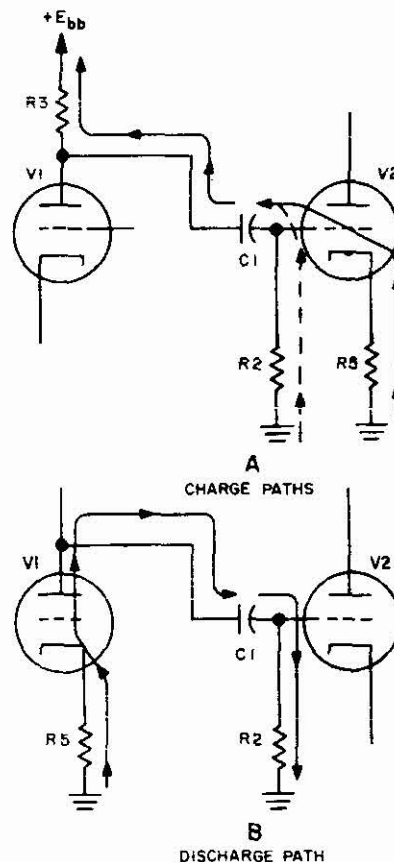 +Ebb
R3
V1
V2
C1
R2
R5
A
CHARGE PATHS
V1
V2
C1
R5
R2
B
DISCHARGE PATH